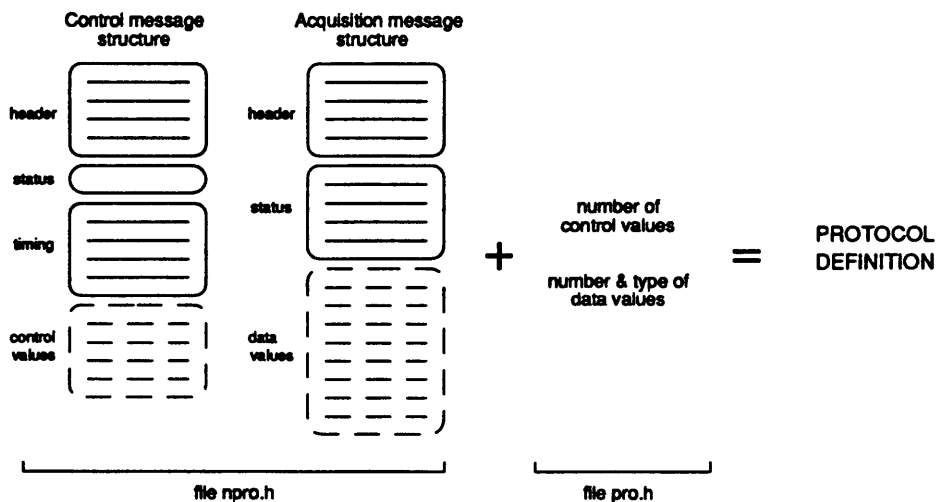 Control message
structure
Acquisition message
structure
header
status
timing
control
values
header
status
data
values
+
number of
control values
number & type of
data values
=
PROTOCOL
DEFINITION
file npro.h
file pro.h